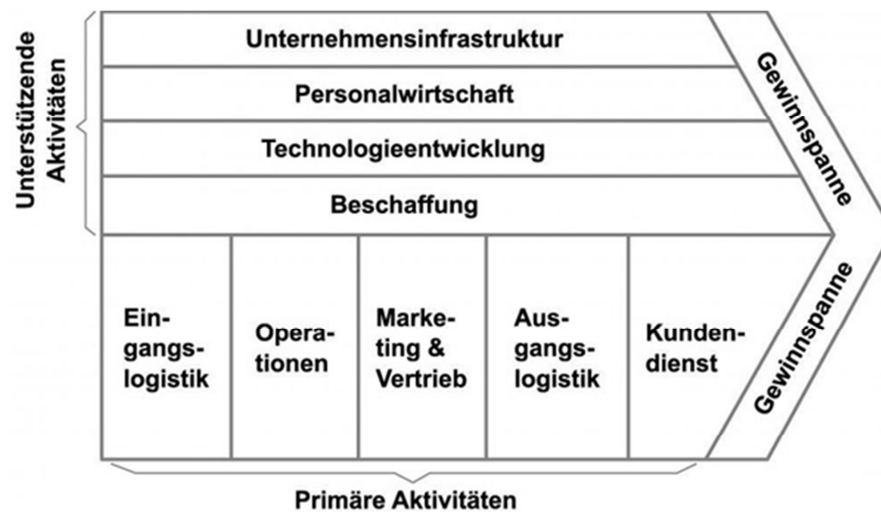 Unterstützende
Aktivitäten
Unternehmensinfrastruktur
Personalwirtschaft
Technologieentwicklung
Beschaffung
Gewinnspanne
Ein-
gangs-
logistik
Opera-
tionen
Marke-
ting &
Vertrieb
Aus-
gangs-
logistik
Kunden-
dienst
Gewinnspanne
Primäre Aktivitäten